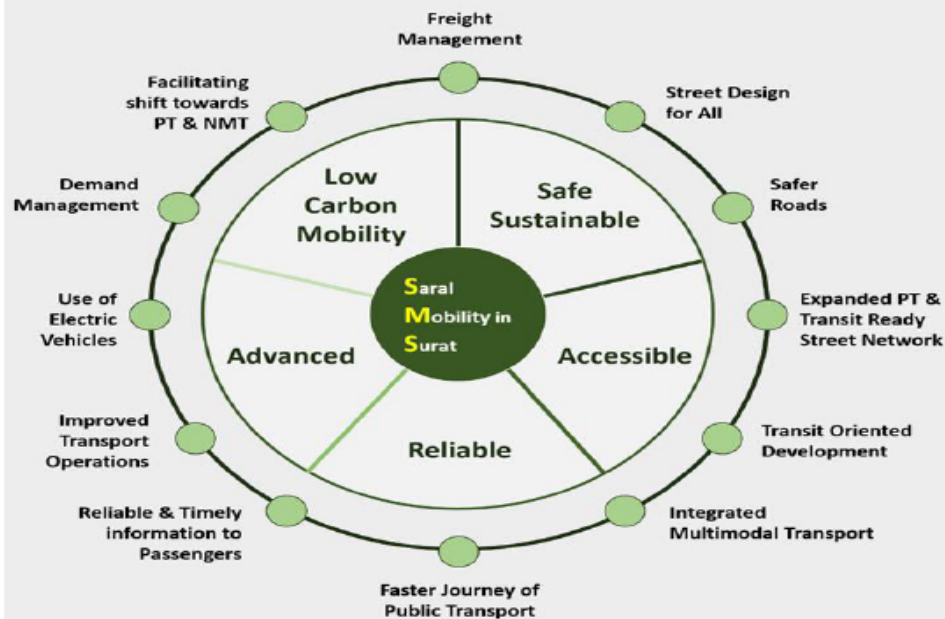 Freight
Management
Street Design
for All
Safer
Roads
Expanded PT &
Transit Ready
Street Network
Transit Oriented
Development
Integrated
Multimodal Transport
Faster Journey of
Public Transport
Reliable & Timely
information to
Passengers
Improved
Transport
Operations
Use of
Electric
Vehicles
Demand
Management
Facilitating
shift towards
PT & NMT
Low
Carbon
Mobility
Safe
Sustainable
Accessible
Reliable
Advanced
Saral
Mobility in
Surat